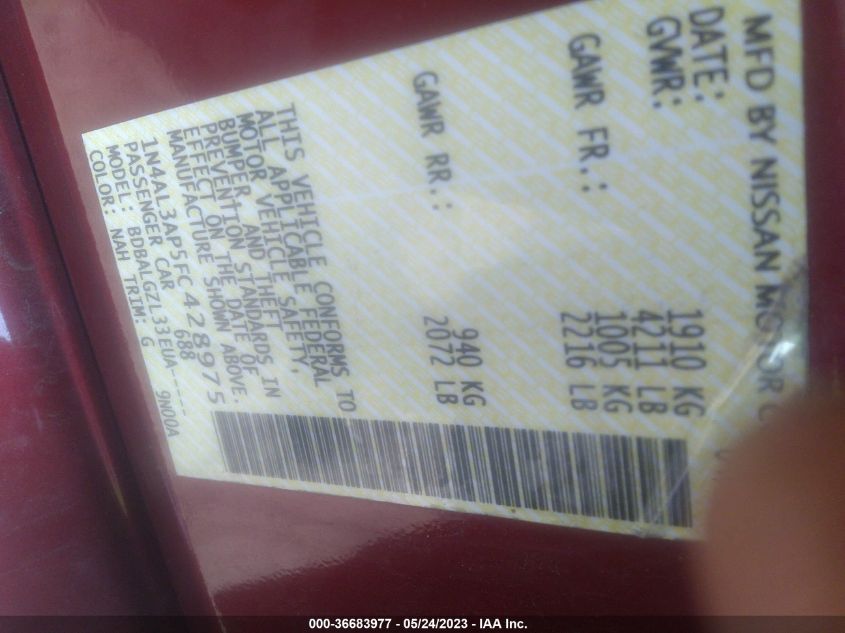 MFD BY NISSAN MOTOR
DATE:
GVWR: 1910 KG
4211 LB
GAWR FR.: 1005 KG
2216 LB
GAWR RR.: 940 KG
2072 LB
THIS VEHICLE CONFORMS TO
ALL APPLICABLE FEDERAL
MOTOR VEHICLE SAFETY,
BUMPER AND THEFT
PREVENTION STANDARDS IN
EFFECT ON THE DATE OF
MANUFACTURE SHOWN ABOVE.
1N4AL3AP5FC428975
PASSENGER CAR 688
MODEL: BDBALGZL33EUA-----
COLOR: NAH TRIM: G 9N00A
000-36683977 - 05/24/2023 - IAA Inc.